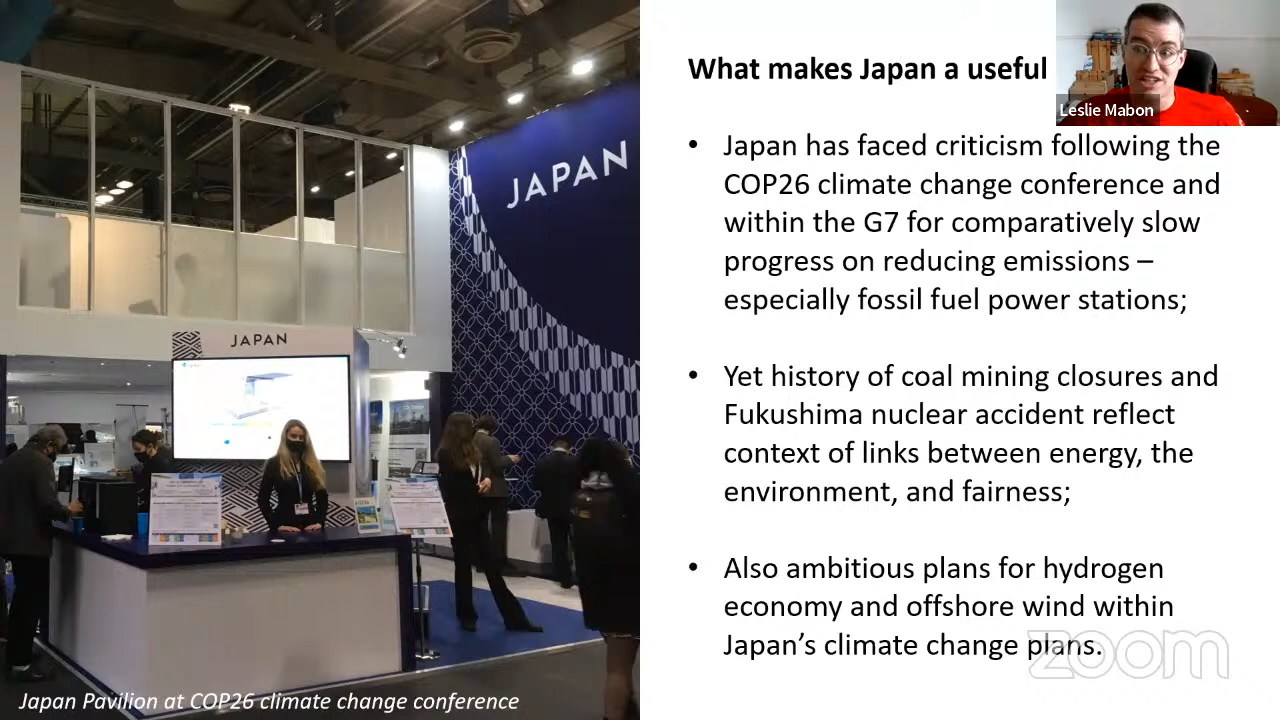 What makes Japan a useful
Leslie Mabon
• Japan has faced criticism following the
COP26 climate change conference and
within the G7 for comparatively slow
progress on reducing emissions –
especially fossil fuel power stations;
• Yet history of coal mining closures and
Fukushima nuclear accident reflect
context of links between energy, the
environment, and fairness;
• Also ambitious plans for hydrogen
economy and offshore wind within
Japan’s climate change plans.
zoom
JAPAN
JAPAN
Japan Pavilion at COP26 climate change conference